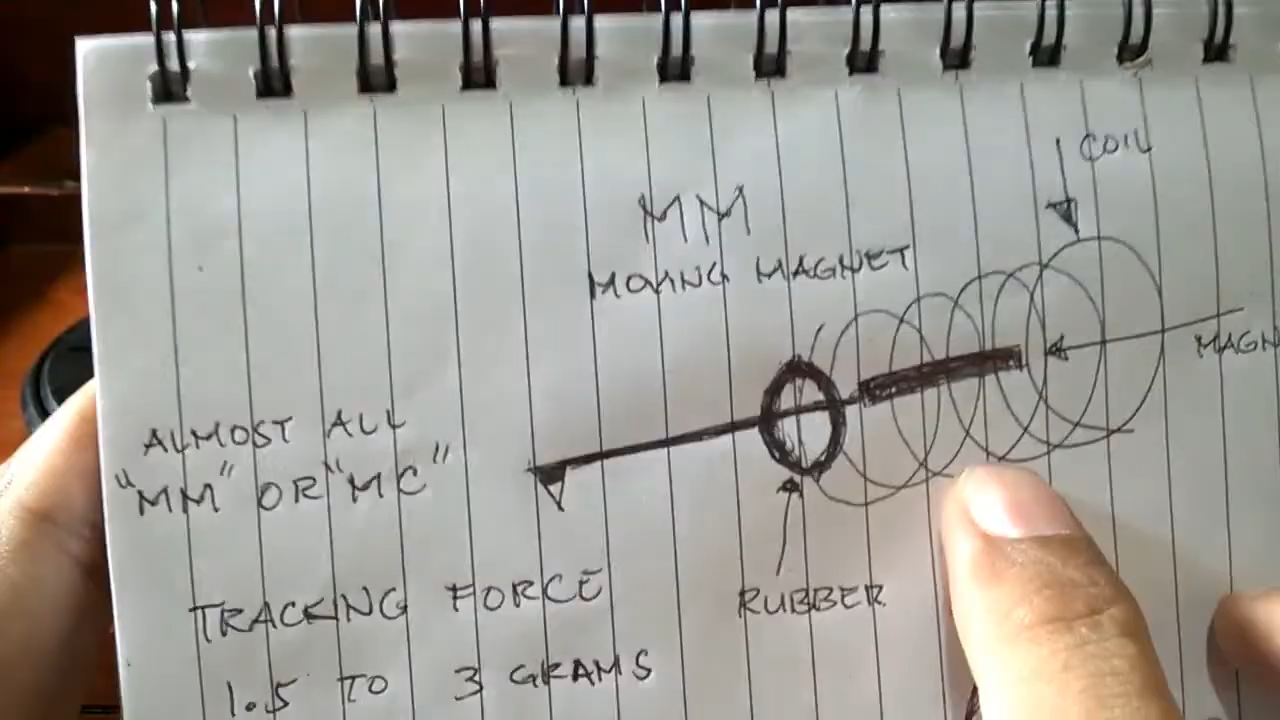 COIL
MM
MOVING MAGNET
ALMOST ALL
"MM" OR "MC"
RUBBER
TRACKING FORCE
1.5 TO 3 GRAMS